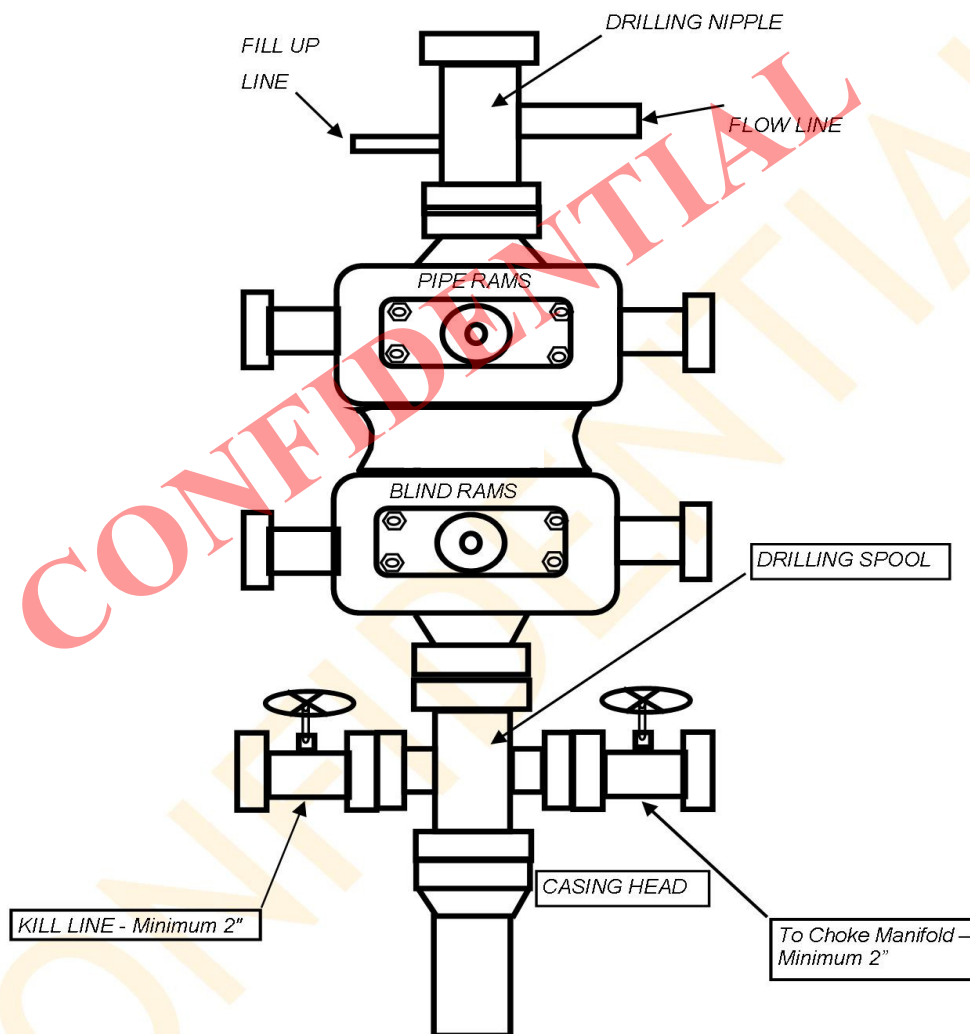 DRILLING NIPPLE
FILL UP
LINE
FLOW LINE
PIPE RAMS
BLIND RAMS
DRILLING SPOOL
CASING HEAD
KILL LINE - Minimum 2"
To Choke Manifold –
Minimum 2”
CONFIDENTIAL
CONFIDENTIAL